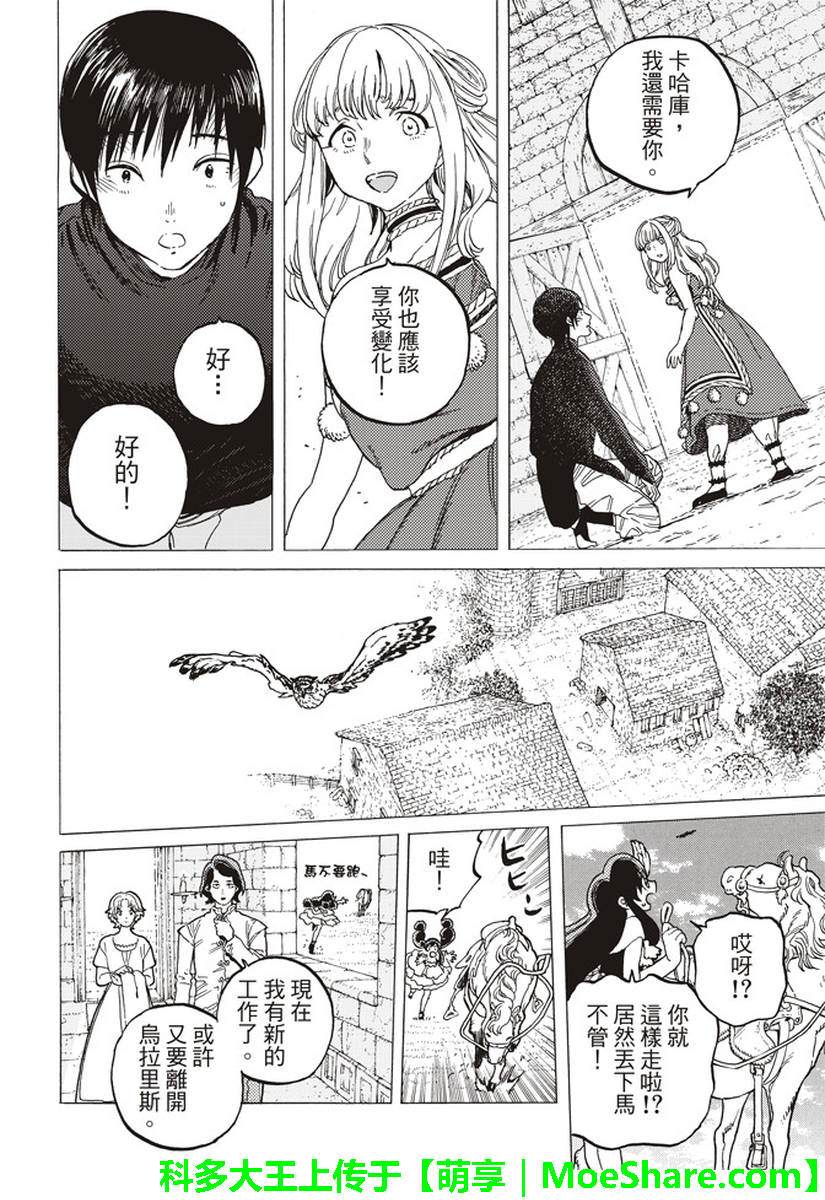 卡哈庫，
我還需要你。
你也應該
享受變化！
好…
好的！
哎呀!?
你就
這樣走啦!?
居然丟下馬
不管！
ヒヒーン
哇！
馬不要跑、
現在
我有新的
工作了。
或許
又要離開
烏拉里斯。
科多大王上传于【萌享|MoeShare.com】